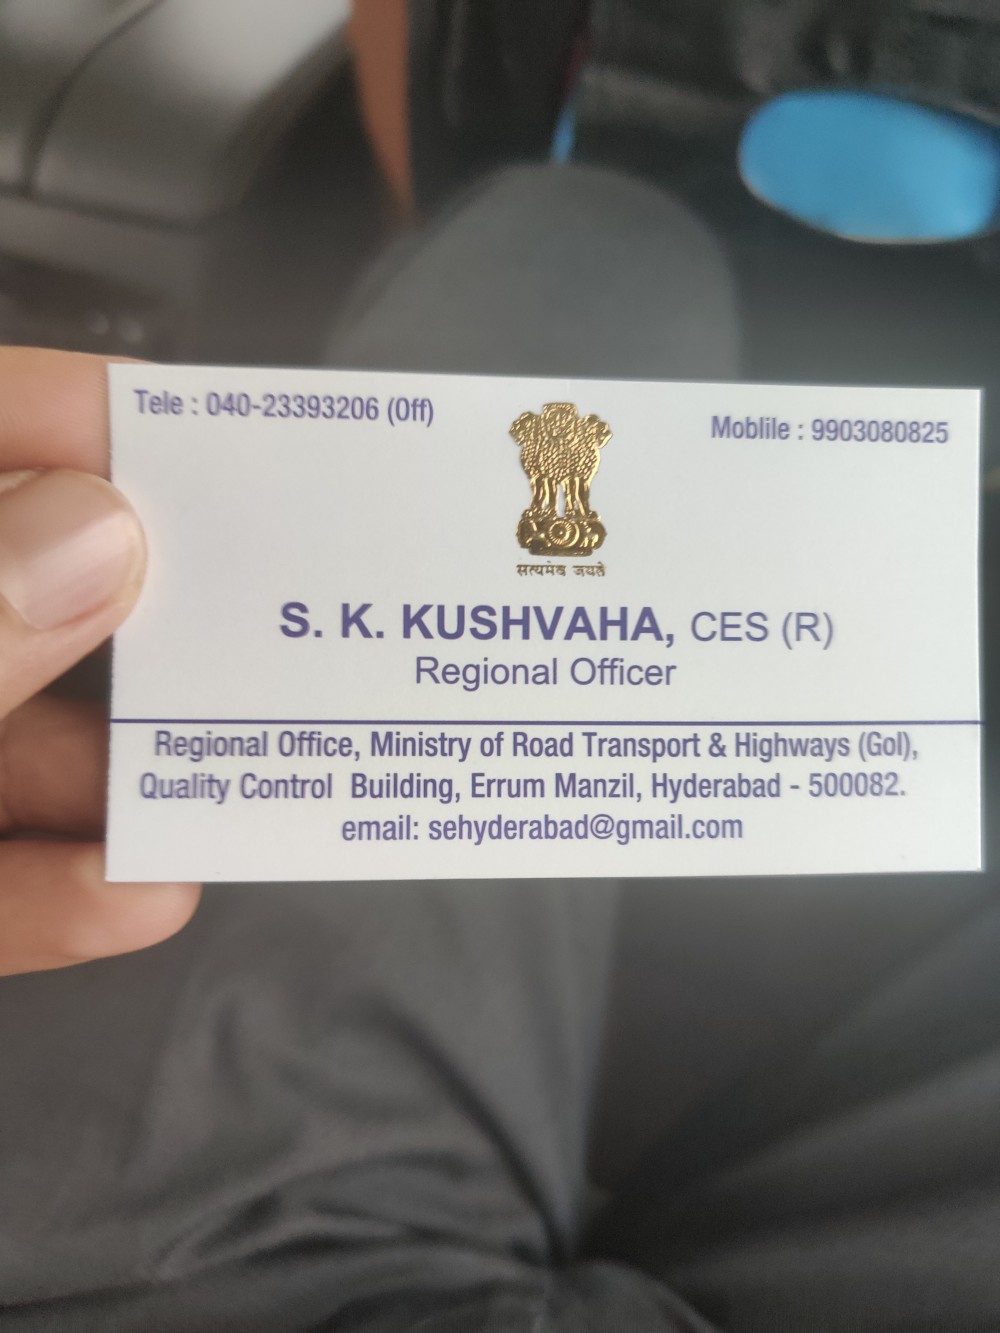 Tele : 040-23393206 (Off)
Moblile : 9903080825
सत्यमेव जयते
S. K. KUSHVAHA, CES (R)
Regional Officer
Regional Office, Ministry of Road Transport & Highways (GoI),
Quality Control Building, Errum Manzil, Hyderabad - 500082.
email: sehyderabad@gmail.com